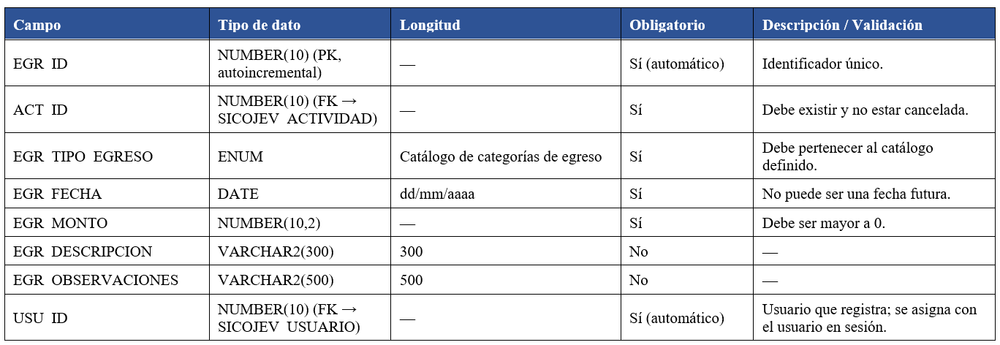 Campo Tipo de dato Longitud Obligatorio Descripción / Validación
EGR ID NUMBER(10) (PK, autoincremental) — Sí (automático) Identificador único.
ACT ID NUMBER(10) (FK → SICOJEV ACTIVIDAD) — Sí Debe existir y no estar cancelada.
EGR TIPO EGRESO ENUM Catálogo de categorías de egreso Sí Debe pertenecer al catálogo definido.
EGR FECHA DATE dd/mm/aaaa Sí No puede ser una fecha futura.
EGR MONTO NUMBER(10,2) — Sí Debe ser mayor a 0.
EGR DESCRIPCION VARCHAR2(300) 300 No —
EGR OBSERVACIONES VARCHAR2(500) 500 No —
USU ID NUMBER(10) (FK → SICOJEV USUARIO) — Sí (automático) Usuario que registra; se asigna con el usuario en sesión.